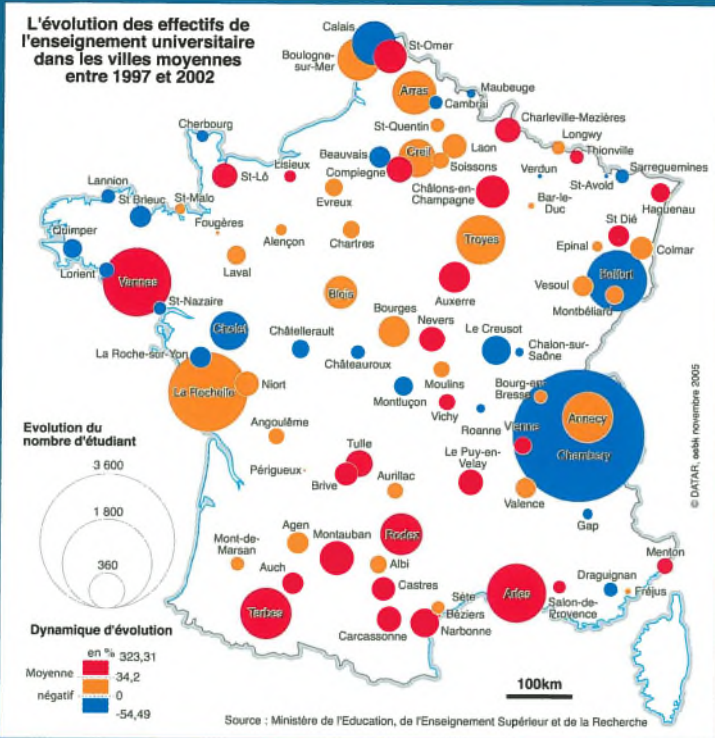 L'évolution des effectifs de
l'enseignement universitaire
dans les villes moyennes
entre 1997 et 2002
Calais
Boulogne-
sur-Mer
St-Omer
Arras
Maubeuge
Cambrai
Cherbourg
St-Quentin
Charleville-Mezières
Laon
Longwy
Beauvais
Creil
Thionville
Lisieux
Compiegne
Soissons
Verdun
Sarreguemines
Lannion
St-Lô
St-Avold
St Brieuc
St-Malo
Evreux
Châlons-en-
Champagne
Bar-le-
Duc
Haguenau
Fougères
St Dié
Quimper
Alençon
Chartres
Troyes
Epinal
Colmar
Laval
Belfort
Lorient
Vannes
Blois
Vesoul
Auxerre
Montbéliard
St-Nazaire
Bourges
Nevers
Cholet
Châtellerault
Le Creusot
La Roche-sur-Yon
Châteauroux
Chalon-sur-
Saône
La Rochelle
Niort
Montluçon
Moulins
Bourg-en-
Bresse
Annecy
Vichy
Roanne
Vienne
Angoulême
Chambery
Tulle
Le Puy-en-
Velay
Périgueux
Brive
Aurillac
Valence
Gap
Agen
Montauban
Rodez
Mont-de-
Marsan
Albi
Menton
Auch
Castres
Draguignan
Sète
Arles
Fréjus
Tarbes
Béziers
Salon-de-
Provence
Carcassonne
Narbonne
Evolution du
nombre d'étudiant
3 600
1 800
360
Dynamique d'évolution
en %
323,31
Moyenne
34,2
négatif
0
-54,49
100km
Source : Ministère de l'Education, de l'Enseignement Supérieur et de la Recherche
© DATAR, oebk novembre 2005